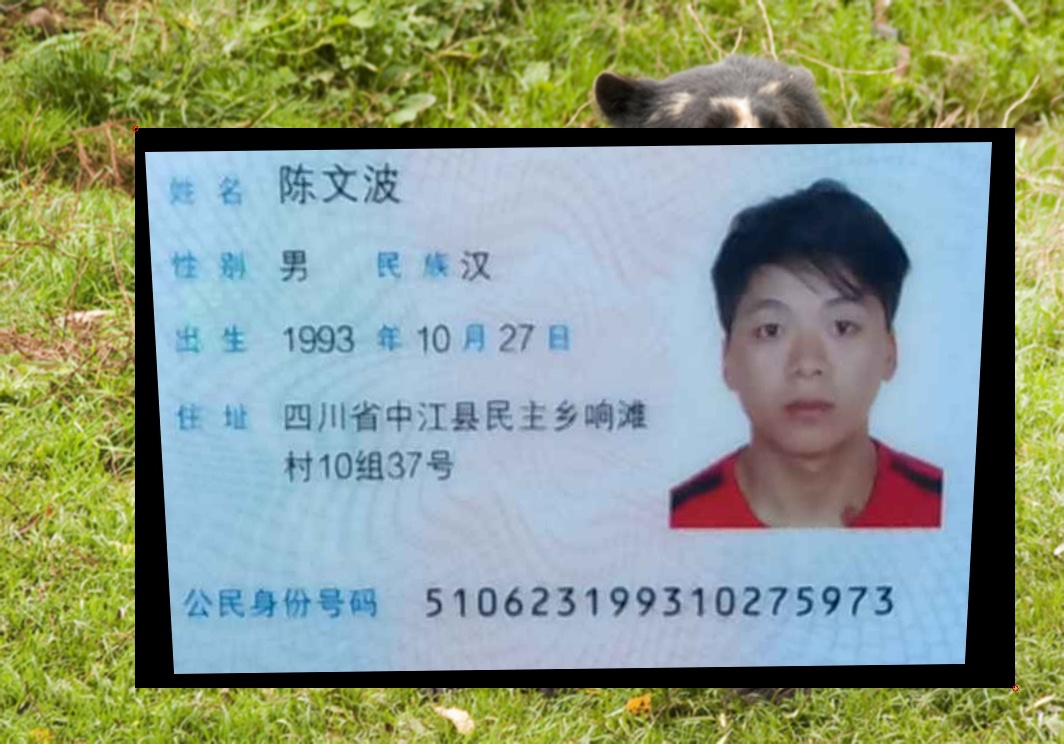 姓名 陈文波
性别 男 民族 汉
出生 1993 年 10 月 27 日
住址 四川省中江县民主乡响滩
村10组37号
公民身份号码 510623199310275973